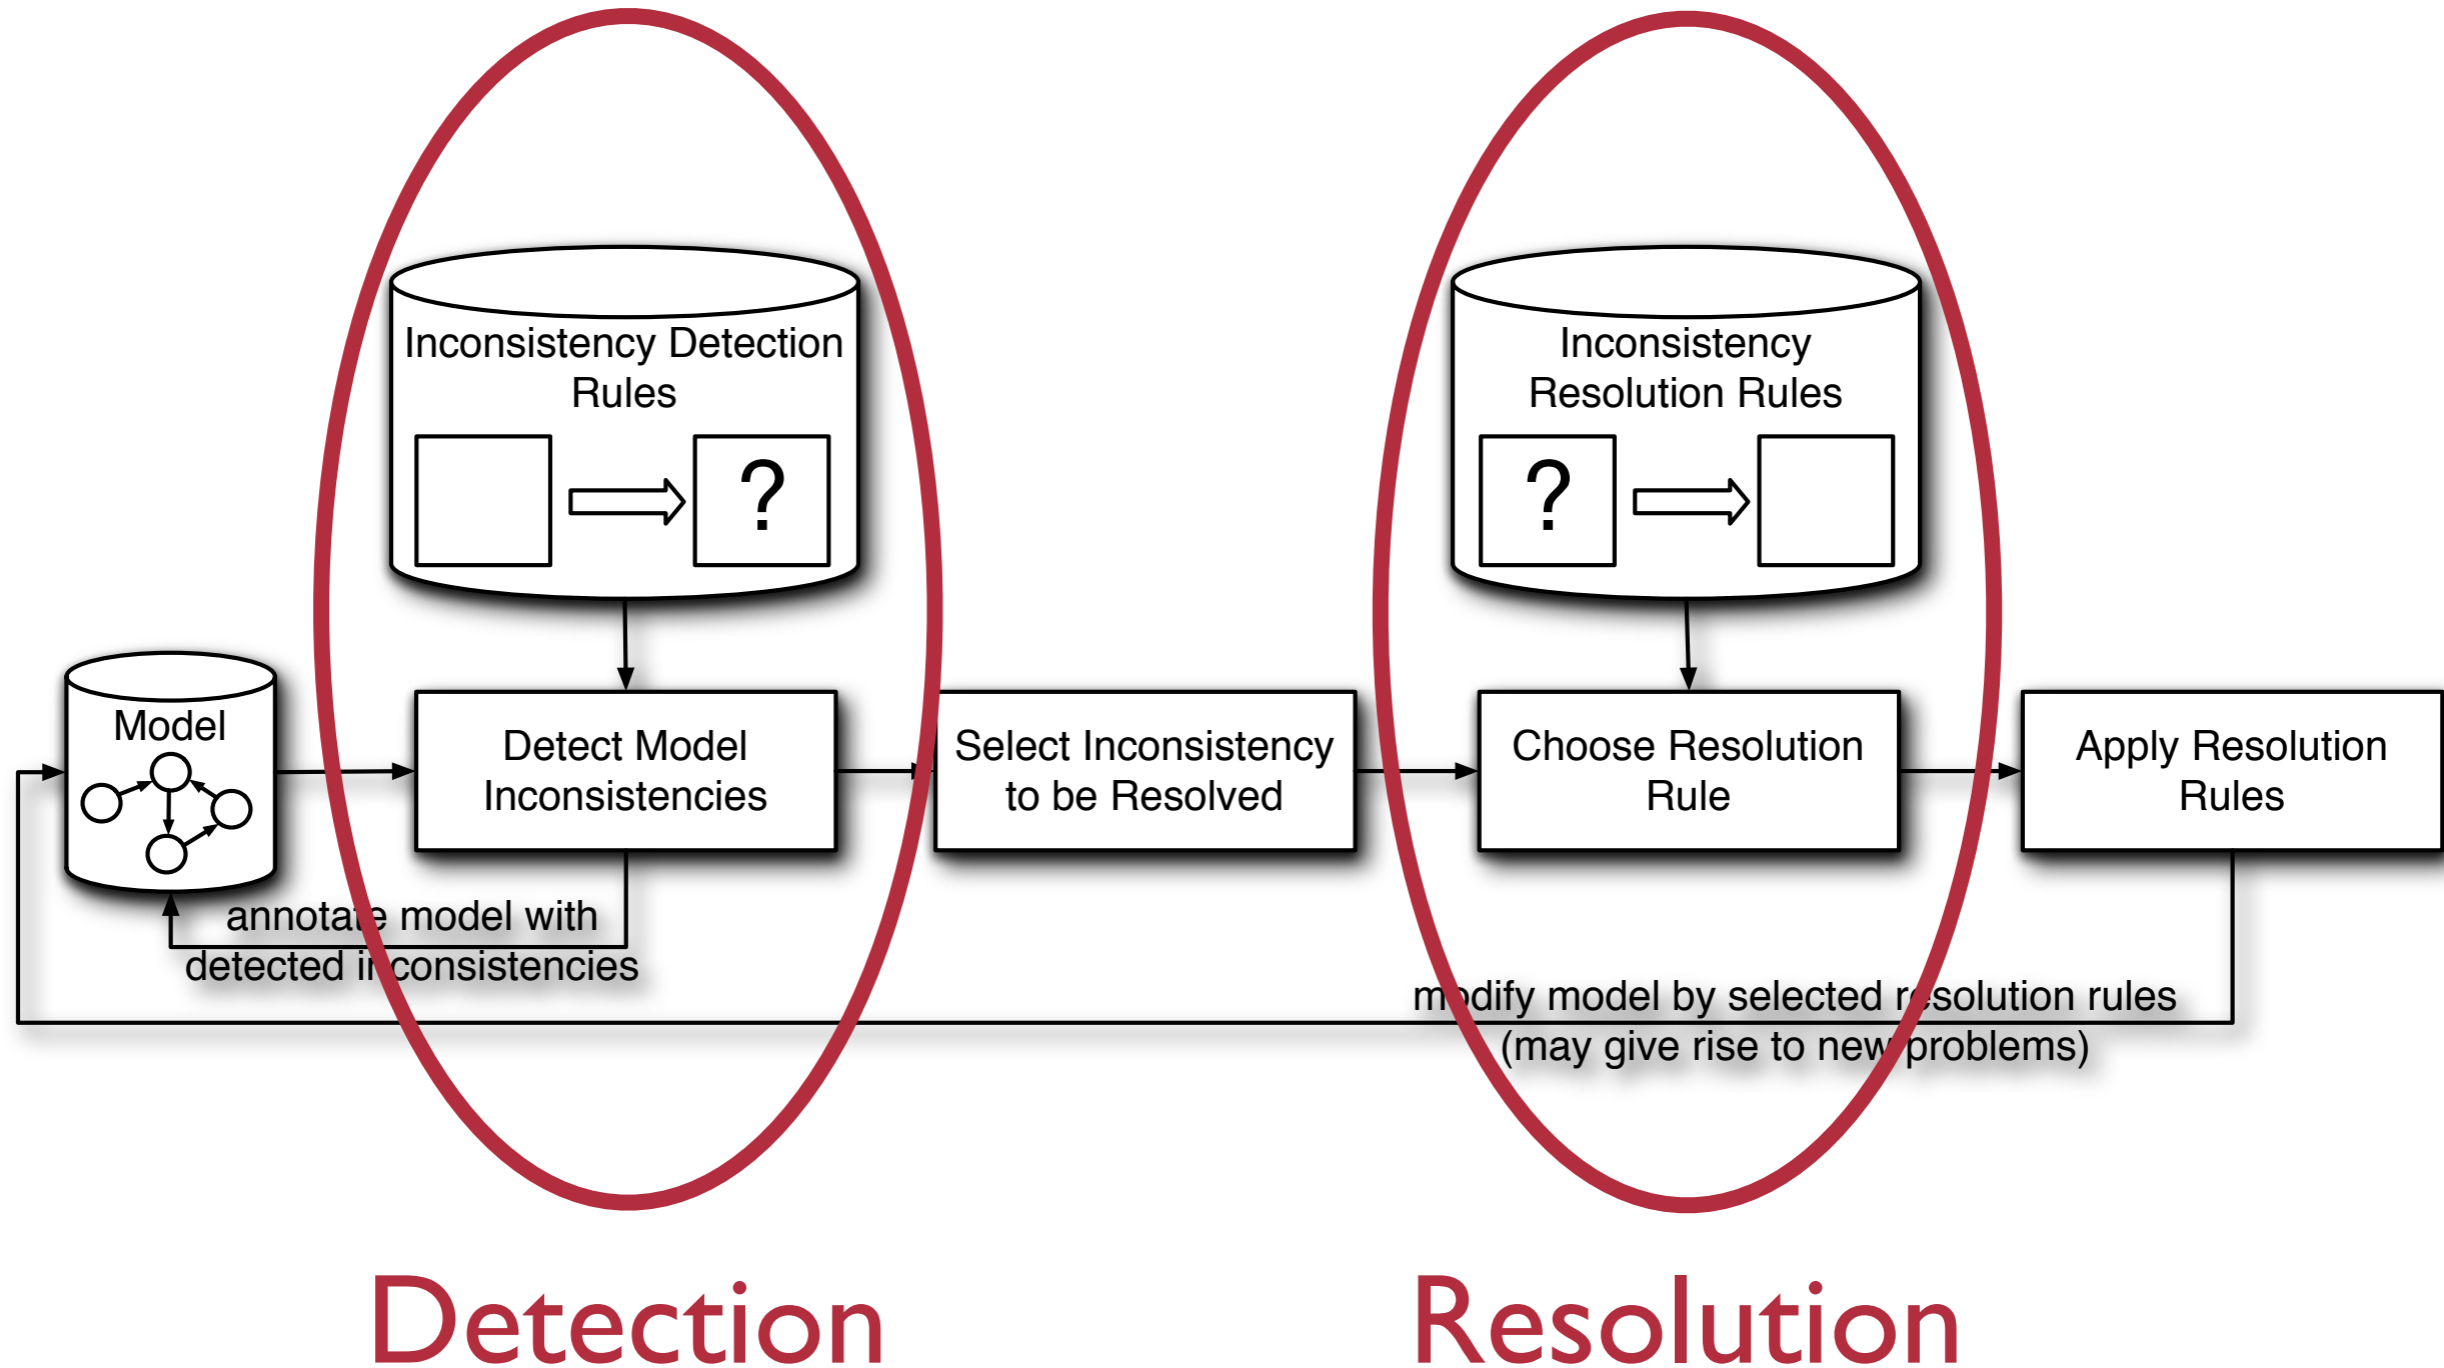 Inconsistency Detection
Rules
?
Inconsistency
Resolution Rules
?
Model
Detect Model
Inconsistencies
Select Inconsistency
to be Resolved
Choose Resolution
Rule
Apply Resolution
Rules
annotate model with
detected inconsistencies
modify model by selected resolution rules
(may give rise to new problems)
Detection
Resolution